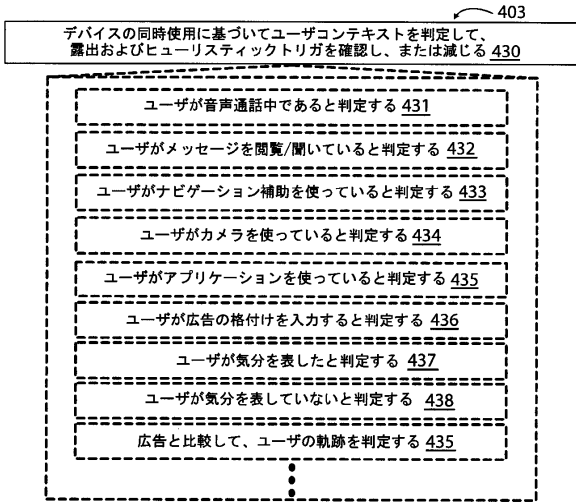 403
デバイスの同時使用に基づいてユーザコンテキストを判定して、
露出およびヒューリスティックトリガを確認し、または減じる 430
ユーザが音声通話中であると判定する 431
ユーザがメッセージを閲覧/聞いていると判定する 432
ユーザがナビゲーション補助を使っていると判定する 433
ユーザがカメラを使っていると判定する 434
ユーザがアプリケーションを使っていると判定する 435
ユーザが広告の格付けを入力すると判定する 436
ユーザが気分を表したと判定する 437
ユーザが気分を表していないと判定する 438
広告と比較して、ユーザの軌跡を判定する 435